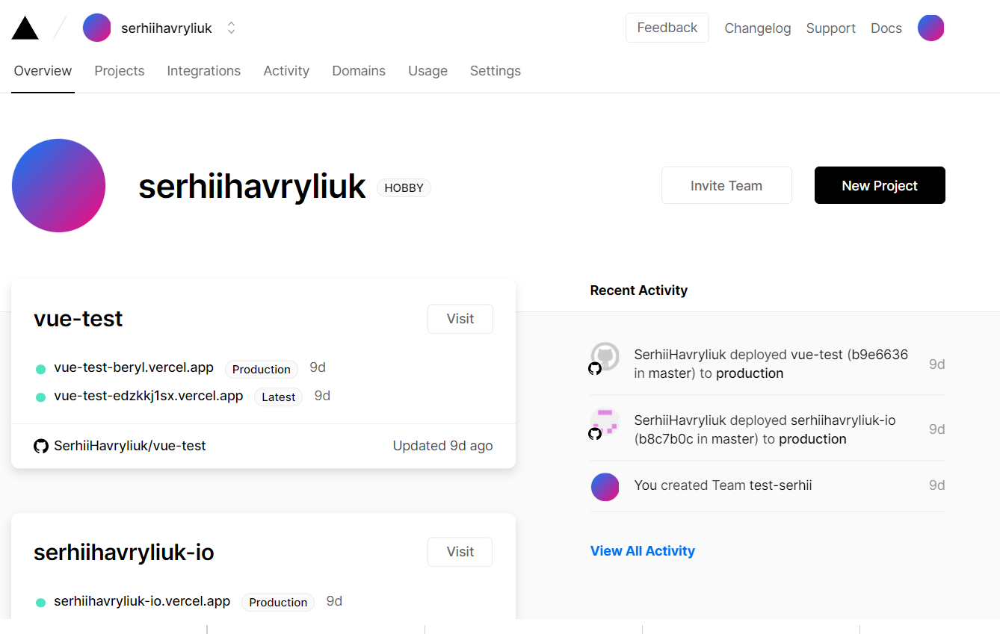 serhiihavryliuk
Feedback Changelog Support Docs
Overview Projects Integrations Activity Domains Usage Settings
serhiihavryliuk HOBBY
Invite Team New Project
vue-test Visit
vue-test-beryl.vercel.app Production 9d
vue-test-edzkkj1sx.vercel.app Latest 9d
SerhiiHavryliuk/vue-test Updated 9d ago
serhiihavryliuk-io Visit
serhiihavryliuk-io.vercel.app Production 9d
Recent Activity
SerhiiHavryliuk deployed vue-test (b9e6636
in master) to production 9d
SerhiiHavryliuk deployed serhiihavryliuk-io
(b8c7b0c in master) to production 9d
You created Team test-serhii 9d
View All Activity